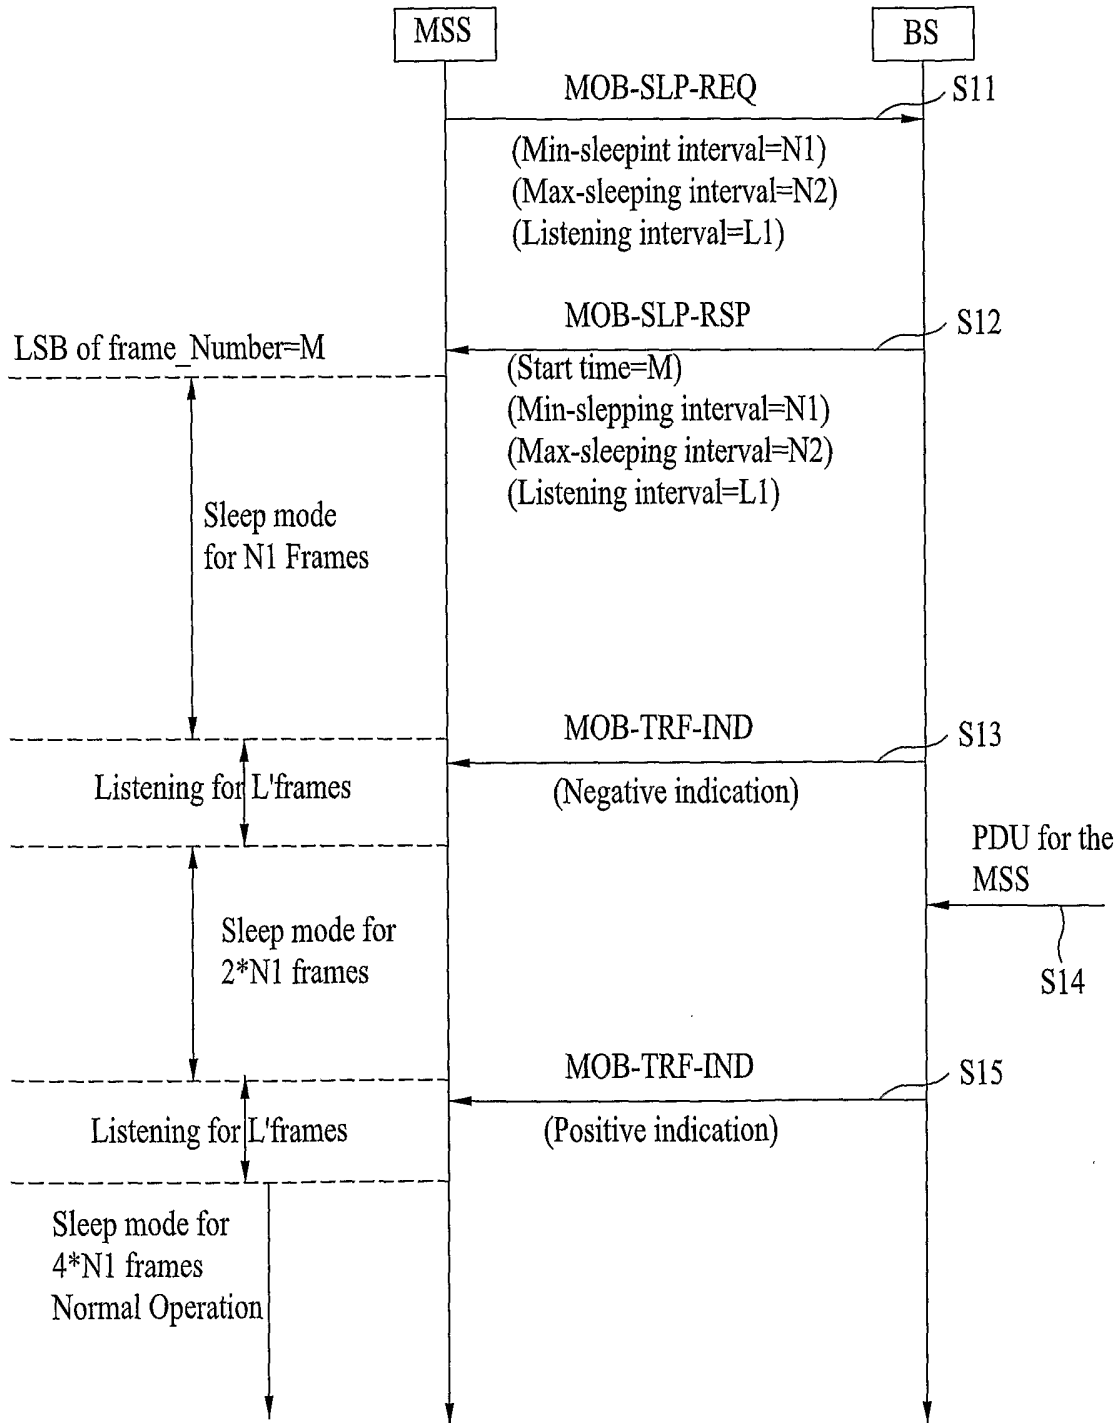 MSS
BS
MOB-SLP-REQ
S11
(Min-sleepint interval=N1)
(Max-sleeping interval=N2)
(Listening interval=L1)
MOB-SLP-RSP
S12
LSB of frame_Number=M
(Start time=M)
(Min-slepping interval=N1)
(Max-sleeping interval=N2)
(Listening interval=L1)
Sleep mode
for N1 Frames
MOB-TRF-IND
S13
Listening for L'frames
(Negative indication)
PDU for the
MSS
Sleep mode for
2*N1 frames
S14
MOB-TRF-IND
S15
Listening for L'frames
(Positive indication)
Sleep mode for
4*N1 frames
Normal Operation